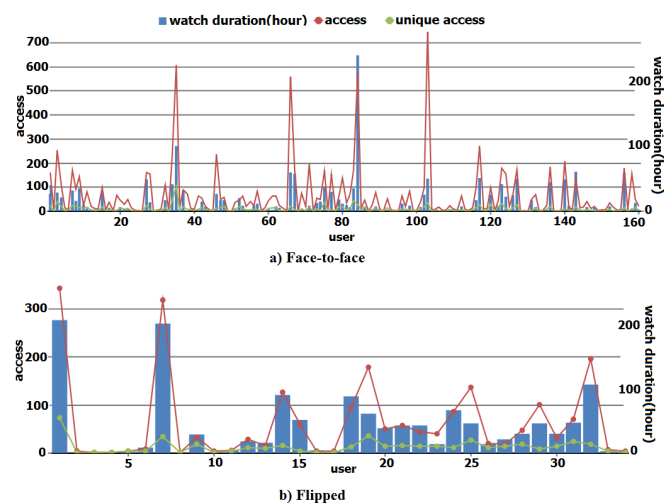 watch duration(hour) access unique access
700
600
500
400
300
200
100
0
access
200
100
0
watch duration(hour)
20 40 60 80 100 120 140 160
user
a) Face-to-face
300
200
100
0
access
200
100
0
watch duration(hour)
5 10 15 20 25 30
user
b) Flipped